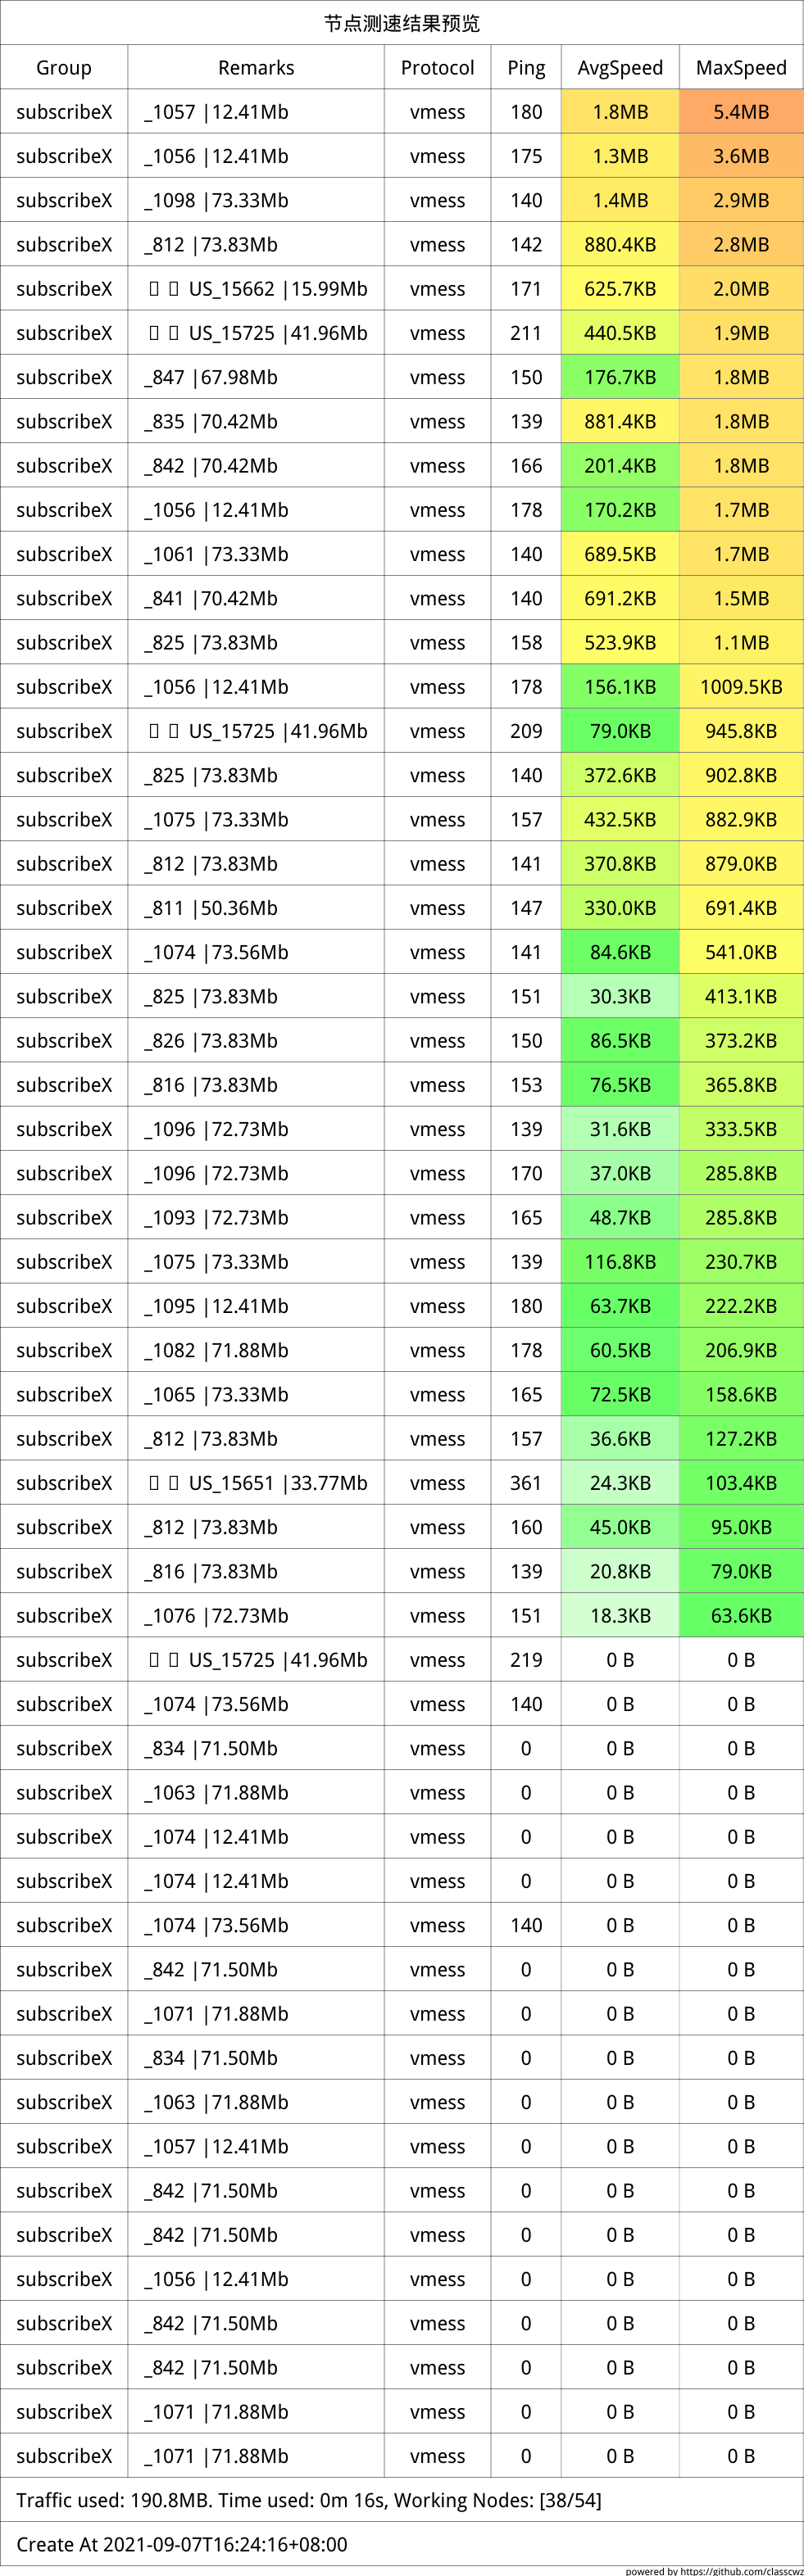 节点测速结果预览
Group Remarks Protocol Ping AvgSpeed MaxSpeed
subscribeX _1057 |12.41Mb vmess 180 1.8MB 5.4MB
subscribeX _1056 |12.41Mb vmess 175 1.3MB 3.6MB
subscribeX _1098 |73.33Mb vmess 140 1.4MB 2.9MB
subscribeX _812 |73.83Mb vmess 142 880.4KB 2.8MB
subscribeX US_15662 |15.99Mb vmess 171 625.7KB 2.0MB
subscribeX US_15725 |41.96Mb vmess 211 440.5KB 1.9MB
subscribeX _847 |67.98Mb vmess 150 176.7KB 1.8MB
subscribeX _835 |70.42Mb vmess 139 881.4KB 1.8MB
subscribeX _842 |70.42Mb vmess 166 201.4KB 1.8MB
subscribeX _1056 |12.41Mb vmess 178 170.2KB 1.7MB
subscribeX _1061 |73.33Mb vmess 140 689.5KB 1.7MB
subscribeX _841 |70.42Mb vmess 140 691.2KB 1.5MB
subscribeX _825 |73.83Mb vmess 158 523.9KB 1.1MB
subscribeX _1056 |12.41Mb vmess 178 156.1KB 1009.5KB
subscribeX US_15725 |41.96Mb vmess 209 79.0KB 945.8KB
subscribeX _825 |73.83Mb vmess 140 372.6KB 902.8KB
subscribeX _1075 |73.33Mb vmess 157 432.5KB 882.9KB
subscribeX _812 |73.83Mb vmess 141 370.8KB 879.0KB
subscribeX _811 |50.36Mb vmess 147 330.0KB 691.4KB
subscribeX _1074 |73.56Mb vmess 141 84.6KB 541.0KB
subscribeX _825 |73.83Mb vmess 151 30.3KB 413.1KB
subscribeX _826 |73.83Mb vmess 150 86.5KB 373.2KB
subscribeX _816 |73.83Mb vmess 153 76.5KB 365.8KB
subscribeX _1096 |72.73Mb vmess 139 31.6KB 333.5KB
subscribeX _1096 |72.73Mb vmess 170 37.0KB 285.8KB
subscribeX _1093 |72.73Mb vmess 165 48.7KB 285.8KB
subscribeX _1075 |73.33Mb vmess 139 116.8KB 230.7KB
subscribeX _1095 |12.41Mb vmess 180 63.7KB 222.2KB
subscribeX _1082 |71.88Mb vmess 178 60.5KB 206.9KB
subscribeX _1065 |73.33Mb vmess 165 72.5KB 158.6KB
subscribeX _812 |73.83Mb vmess 157 36.6KB 127.2KB
subscribeX US_15651 |33.77Mb vmess 361 24.3KB 103.4KB
subscribeX _812 |73.83Mb vmess 160 45.0KB 95.0KB
subscribeX _816 |73.83Mb vmess 139 20.8KB 79.0KB
subscribeX _1076 |72.73Mb vmess 151 18.3KB 63.6KB
subscribeX US_15725 |41.96Mb vmess 219 0 B 0 B
subscribeX _1074 |73.56Mb vmess 140 0 B 0 B
subscribeX _834 |71.50Mb vmess 0 0 B 0 B
subscribeX _1063 |71.88Mb vmess 0 0 B 0 B
subscribeX _1074 |12.41Mb vmess 0 0 B 0 B
subscribeX _1074 |12.41Mb vmess 0 0 B 0 B
subscribeX _1074 |73.56Mb vmess 140 0 B 0 B
subscribeX _842 |71.50Mb vmess 0 0 B 0 B
subscribeX _1071 |71.88Mb vmess 0 0 B 0 B
subscribeX _834 |71.50Mb vmess 0 0 B 0 B
subscribeX _1063 |71.88Mb vmess 0 0 B 0 B
subscribeX _1057 |12.41Mb vmess 0 0 B 0 B
subscribeX _842 |71.50Mb vmess 0 0 B 0 B
subscribeX _842 |71.50Mb vmess 0 0 B 0 B
subscribeX _1056 |12.41Mb vmess 0 0 B 0 B
subscribeX _842 |71.50Mb vmess 0 0 B 0 B
subscribeX _842 |71.50Mb vmess 0 0 B 0 B
subscribeX _1071 |71.88Mb vmess 0 0 B 0 B
subscribeX _1071 |71.88Mb vmess 0 0 B 0 B
Traffic used: 190.8MB. Time used: 0m 16s, Working Nodes: [38/54]
Create At 2021-09-07T16:24:16+08:00
powered by https://github.com/classcwz